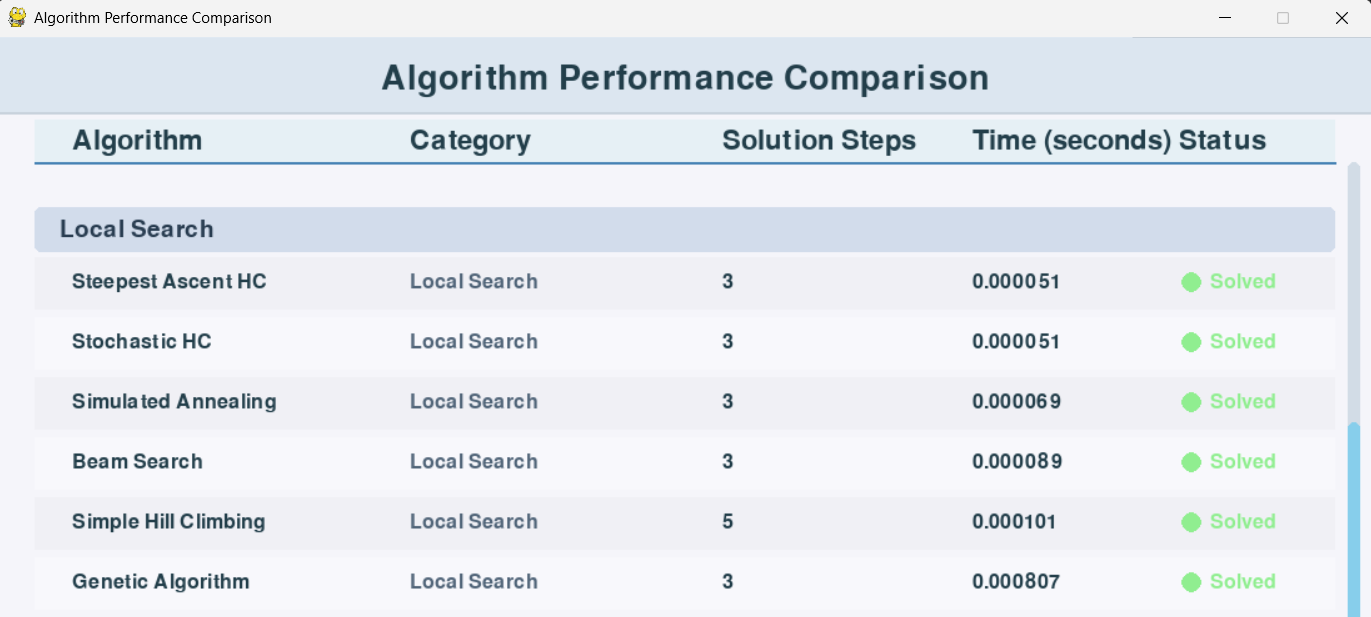 Algorithm Performance Comparison
Algorithm Performance Comparison
Algorithm Category Solution Steps Time (seconds) Status
Local Search
Steepest Ascent HC Local Search 3 0.000051 Solved
Stochastic HC Local Search 3 0.000051 Solved
Simulated Annealing Local Search 3 0.000069 Solved
Beam Search Local Search 3 0.000089 Solved
Simple Hill Climbing Local Search 5 0.000101 Solved
Genetic Algorithm Local Search 3 0.000807 Solved